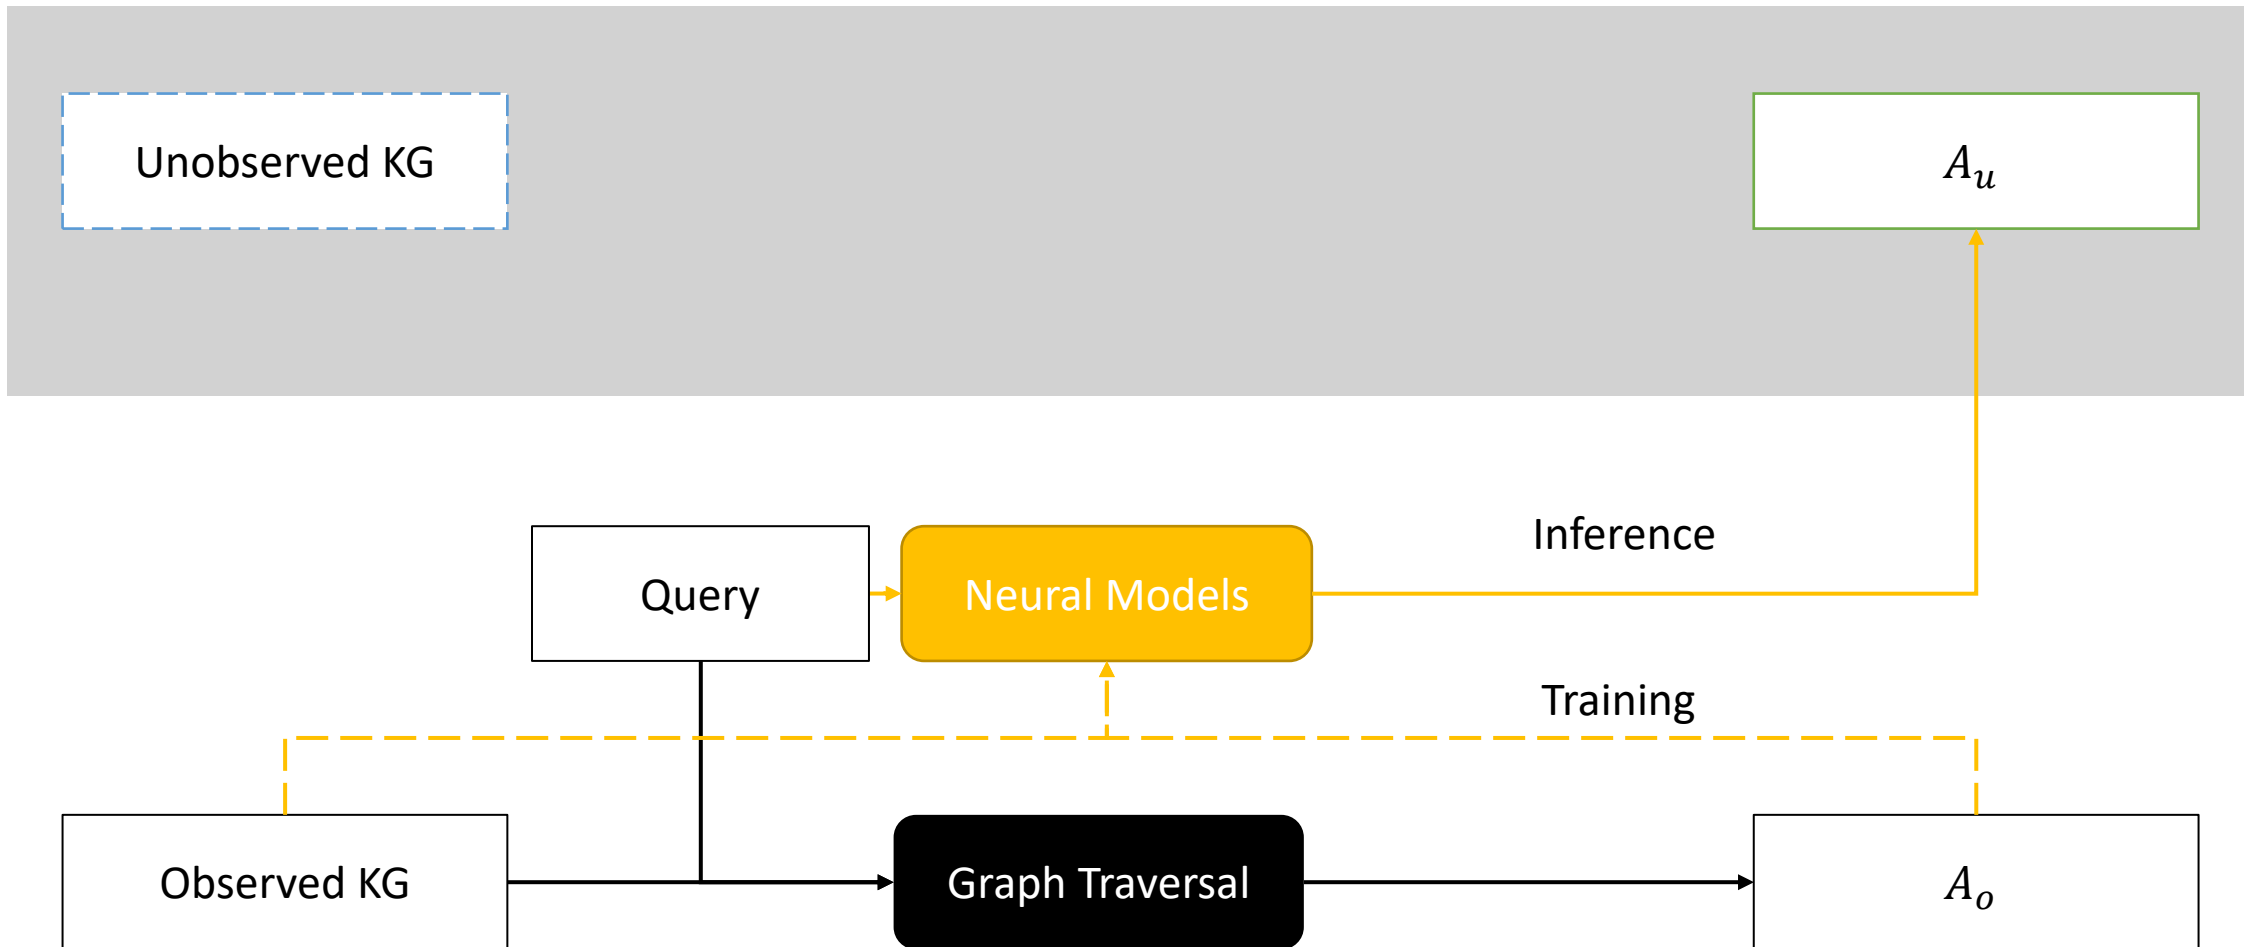 Unobserved KG
A_u
Inference
Query
Neural Models
Training
Observed KG
Graph Traversal
A_o